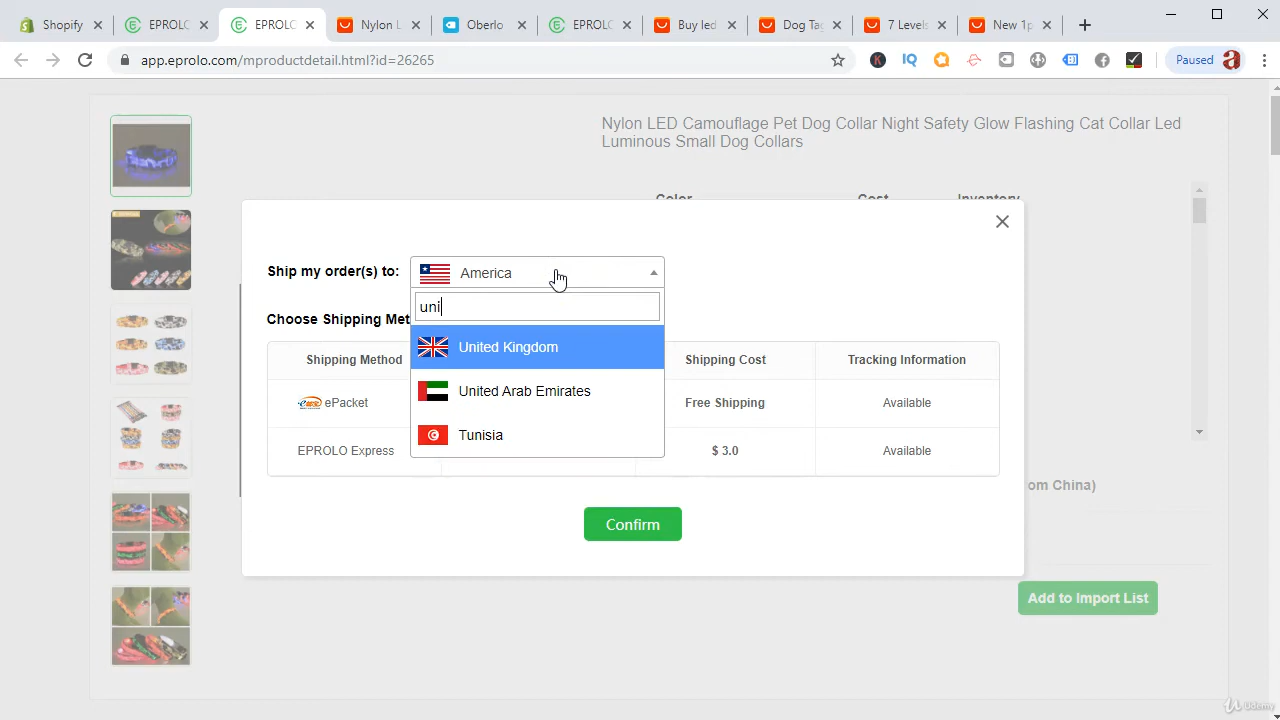 Shopify
EPROLO
EPROLO
Nylon L
Oberlo
EPROLO
Buy led
Dog Tag
7 Levels
New 1p
app.eprolo.com/mproductdetail.html?id=26265
Paused
Nylon LED Camouflage Pet Dog Collar Night Safety Glow Flashing Cat Collar Led
Luminous Small Dog Collars
Color Cost Inventory
Ship my order(s) to: America
uni
Choose Shipping Met
United Kingdom
Shipping Method Shipping Cost Tracking Information
United Arab Emirates
ePacket Free Shipping Available
Tunisia
EPROLO Express $ 3.0 Available
om China)
Confirm
Add to Import List
Udemy